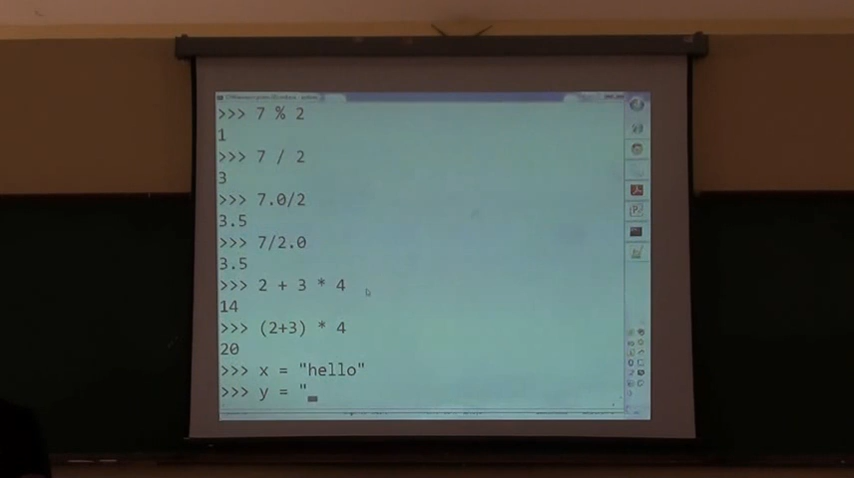 >>> 7 % 2
1
>>> 7 / 2
3
>>> 7.0/2
3.5
>>> 7/2.0
3.5
>>> 2 + 3 * 4
14
>>> (2+3) * 4
20
>>> x = "hello"
>>> y = "